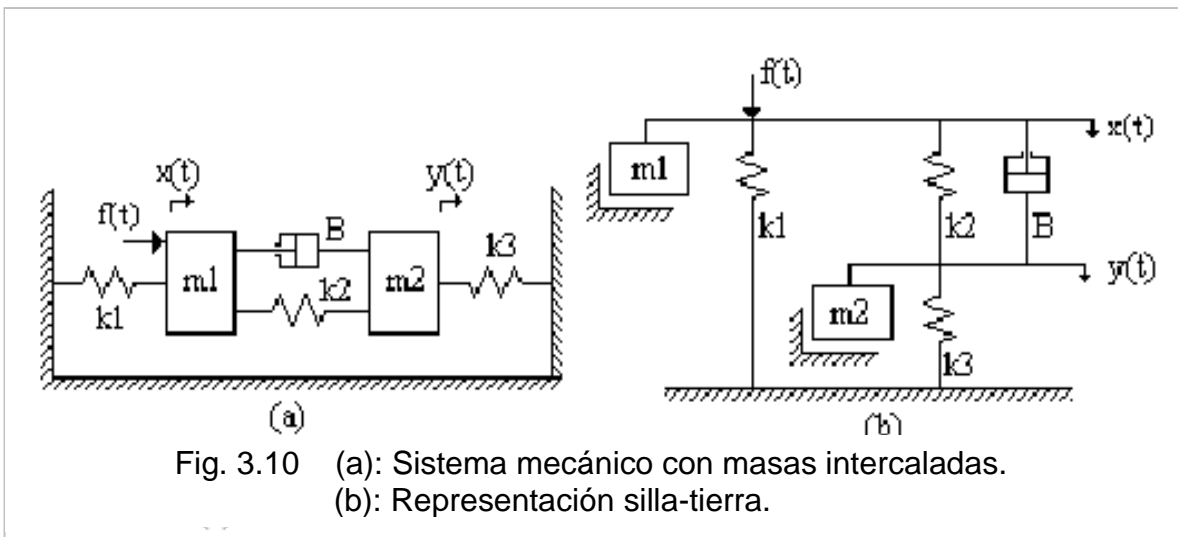 f(t)
x(t)
m1
k1
k2
B
y(t)
m2
k3
x(t)
y(t)
f(t)
B
k3
m1
m2
k2
k1
(a)
(b)
Fig. 3.10 (a): Sistema mecánico con masas intercaladas.
(b): Representación silla-tierra.